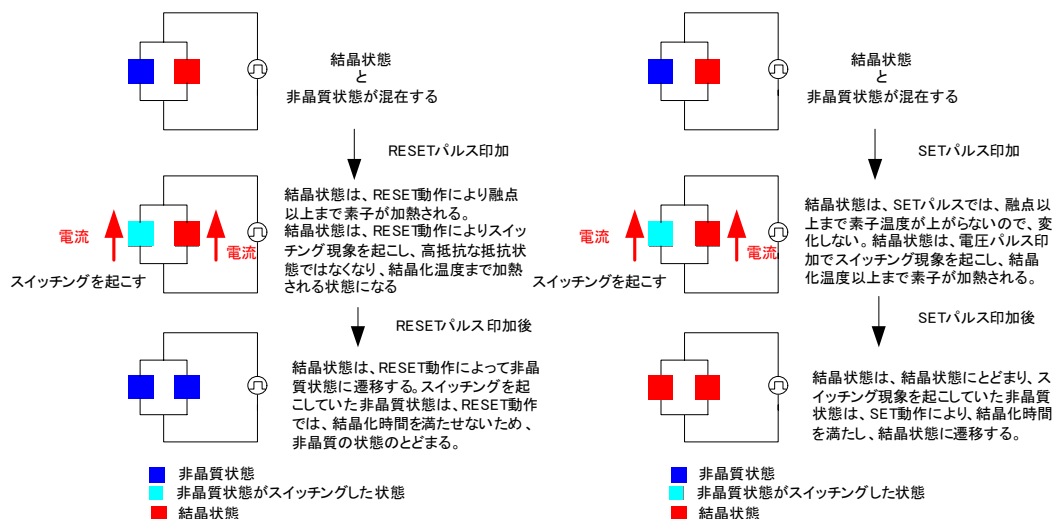 結晶状態
と
非晶質状態が混在する
RESETパルス印加
結晶状態は、RESET動作により融点
以上まで素子が加熱される。
結晶状態は、RESET動作によりスイッ
チング現象を起こし、高抵抗な抵抗状
態ではなくなり、結晶化温度まで加熱
される状態になる
電流
電流
スイッチングを起こす
RESETパルス印加後
結晶状態は、RESET動作によって非晶
質状態に遷移する。スイッチングを起
こしていた非晶質状態は、RESET動作
では、結晶化時間を満たせないため、
非晶質の状態のとどまる。
非晶質状態
非晶質状態がスイッチングした状態
結晶状態
結晶状態
と
非晶質状態が混在する
SETパルス印加
結晶状態は、SETパルスでは、融点以
上まで素子温度が上がらないので、変
化しない。結晶状態は、電圧パルス印
加でスイッチング現象を起こし、結晶
化温度以上まで素子が加熱される。
電流
電流
スイッチングを起こす
SETパルス印加後
結晶状態は、結晶状態にとどまり、ス
イッチング現象を起こしていた非晶質
状態は、SET動作により、結晶化時間
を満たし、結晶状態に遷移する。
非晶質状態
非晶質状態がスイッチングした状態
結晶状態